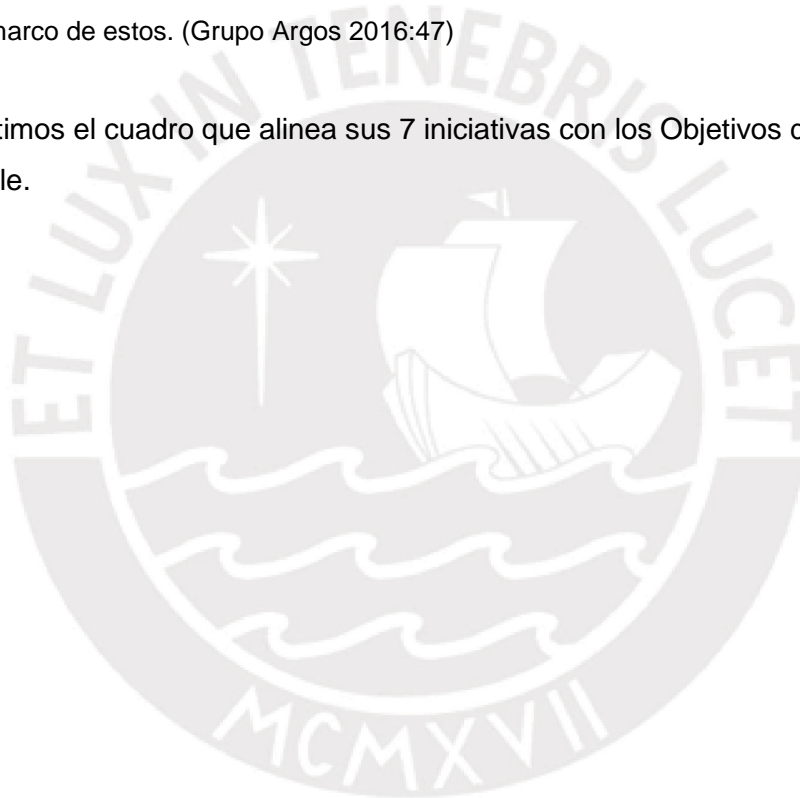 marco de estos. (Grupo Argos 2016:47)
timos el cuadro que alinea sus 7 iniciativas con los Objetivos
le.
ET LUX IN TENEBRIS LUCET
MCMXVII